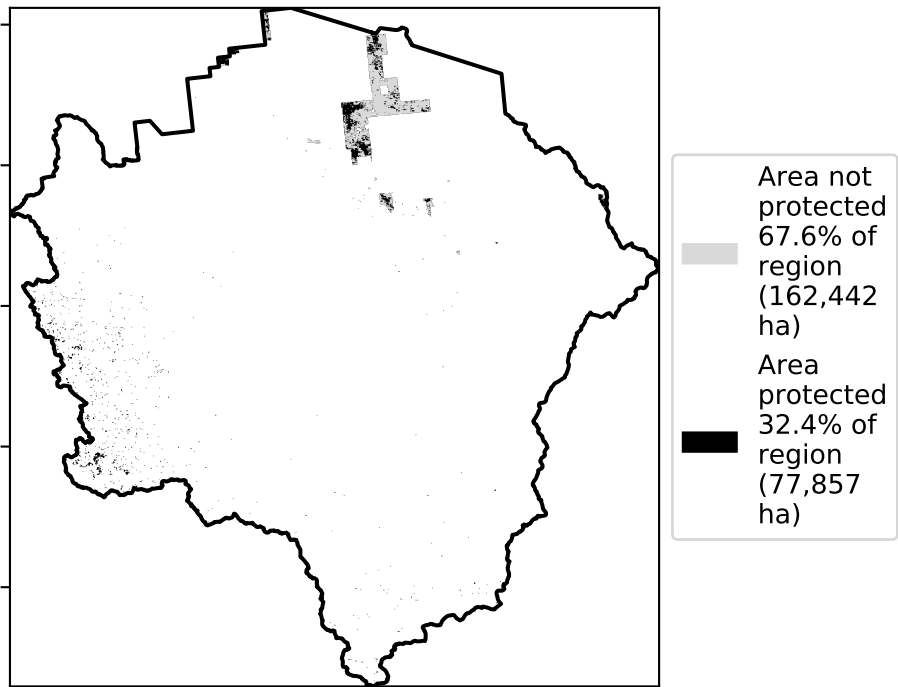 Area not
protected
67.6% of
region
(162,442
ha)
Area
protected
32.4% of
region
(77,857
ha)